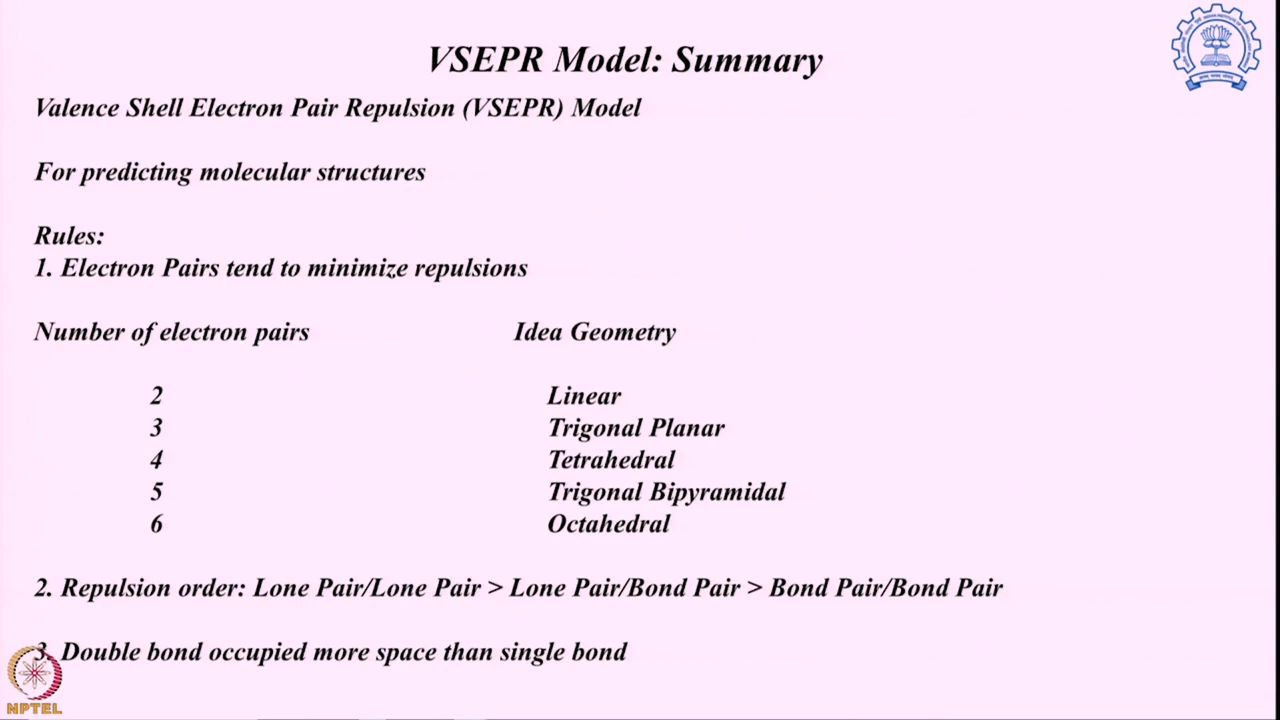 VSEPR Model: Summary
Valence Shell Electron Pair Repulsion (VSEPR) Model
For predicting molecular structures
Rules:
1. Electron Pairs tend to minimize repulsions
Number of electron pairs Idea Geometry
2 Linear
3 Trigonal Planar
4 Tetrahedral
5 Trigonal Bipyramidal
6 Octahedral
2. Repulsion order: Lone Pair/Lone Pair > Lone Pair/Bond Pair > Bond Pair/Bond Pair
3. Double bond occupied more space than single bond
NPTEL